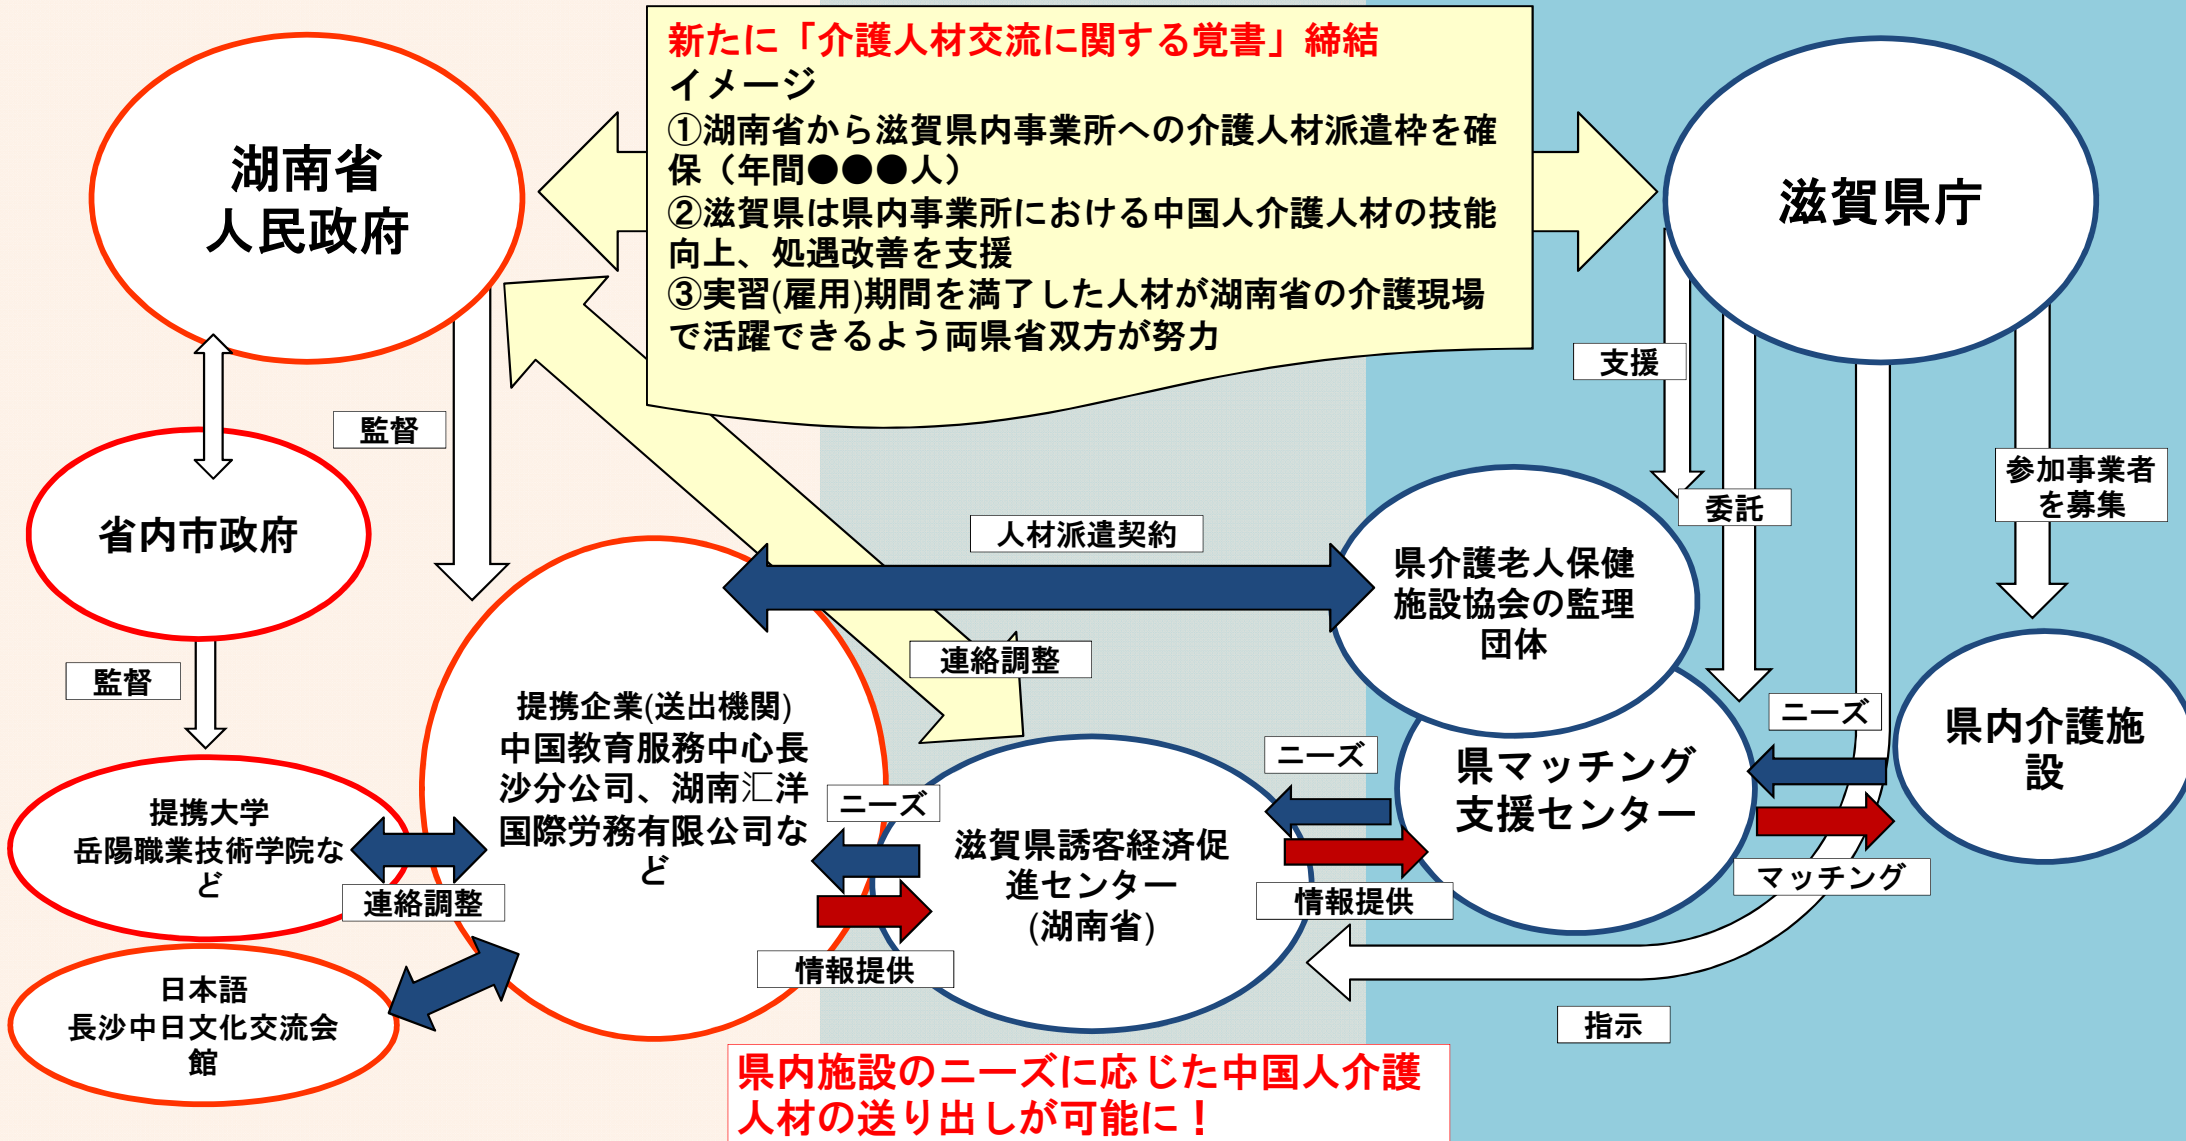 新たに「介護人材交流に関する覚書」締結
イメージ
①湖南省から滋賀県内事業所への介護人材派遣枠を確
保（年間●●●人）
②滋賀県は県内事業所における中国人介護人材の技能
向上、処遇改善を支援
③実習(雇用)期間を満了した人材が湖南省の介護現場
で活躍できるよう両県省双方が努力
湖南省
人民政府
滋賀県庁
支援
監督
委託
参加事業者
を募集
省内市政府
人材派遣契約
県介護老人保健
施設協会の監理
団体
連絡調整
監督
提携企業(送出機関)
中国教育服務中心長
沙分公司、湖南汇洋
国際労務有限公司な
ど
ニーズ
県内介護施
設
ニーズ
県マッチング
支援センター
ニーズ
提携大学
岳陽職業技術学院な
ど
滋賀県誘客経済促
進センター
(湖南省)
マッチング
連絡調整
情報提供
情報提供
日本語
長沙中日文化交流会
館
指示
県内施設のニーズに応じた中国人介護
人材の送り出しが可能に！